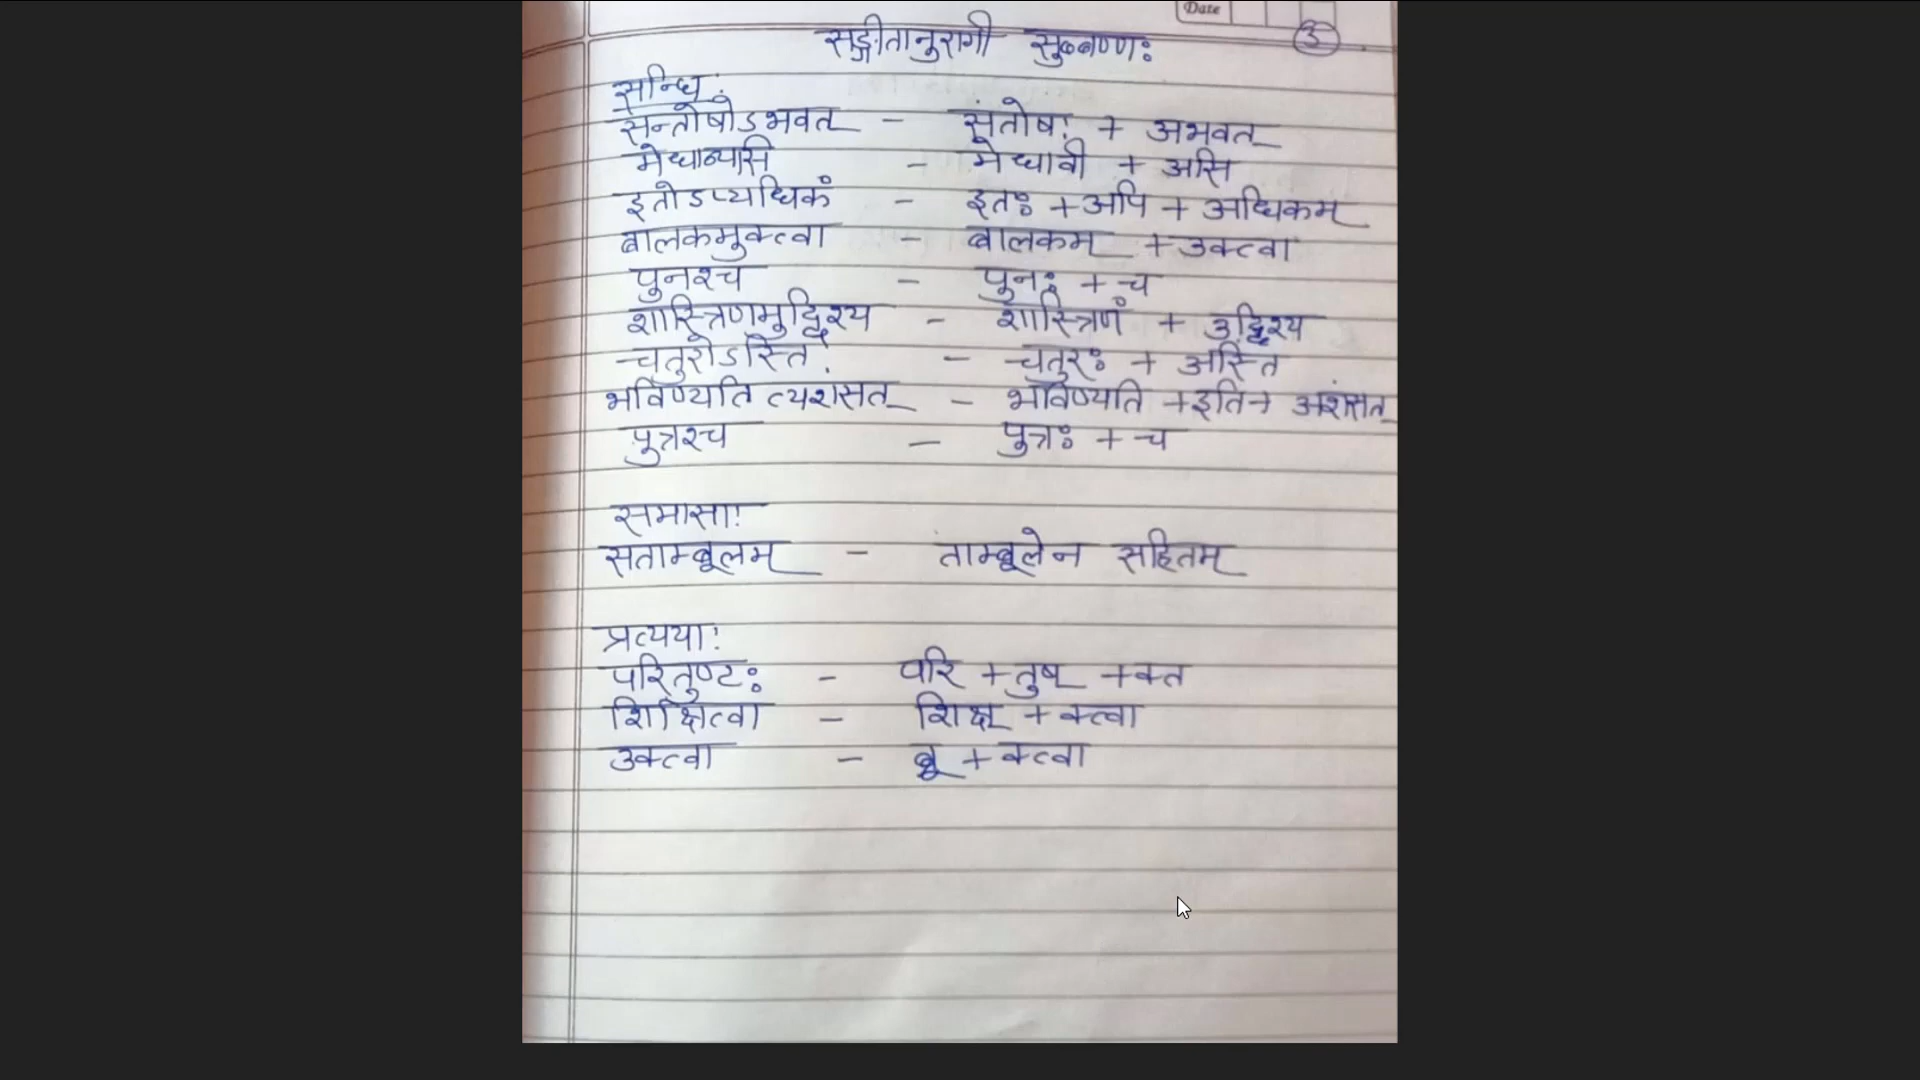 Date
सङ्गीतानुरागी सुब्बण्णः
3
सन्धि:
सन्तोषोऽभवत् - संतोषः + अभवत्
मेधाव्यसि - मेधावी + असि
इतोऽप्यधिकं - इतः + अपि + अधिकम्
बालकमुक्त्वा - बालकम् + उक्त्वा
पुनश्च - पुनः + च
शास्त्रिणमुद्दिश्य - शास्त्रिणं + उद्दिश्य
चतुरोऽस्ति - चतुरः + अस्ति
भविष्यति त्यशसत् - भविष्यति + इति + अशंसत्
पुत्रश्च - पुत्रः + च
समासाः
सताम्बूलम् - ताम्बूलेन सहितम्
प्रत्ययाः
परितुष्टः - परि + तुष् + क्त
शिक्षित्वा - शिक्ष् + क्त्वा
उक्त्वा - ब्रू + क्त्वा